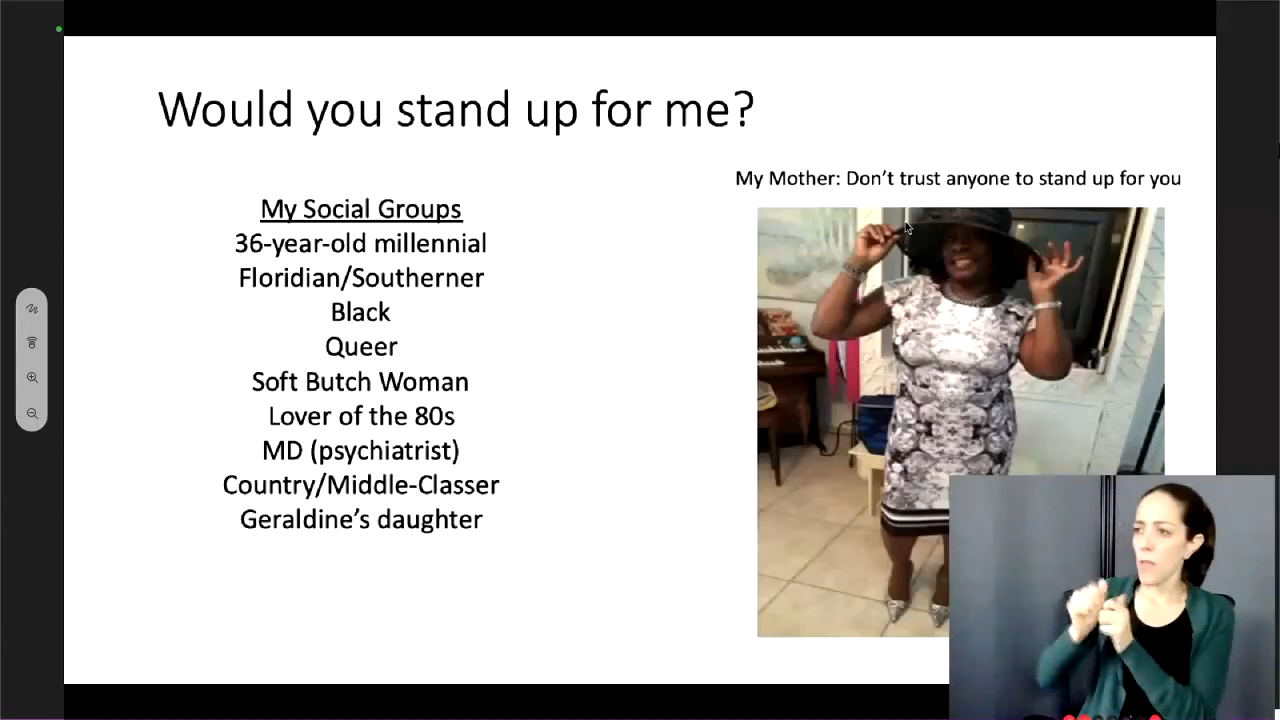 Would you stand up for me?
My Mother: Don't trust anyone to stand up for you
My Social Groups
36-year-old millennial
Floridian/Southerner
Black
Queer
Soft Butch Woman
Lover of the 80s
MD (psychiatrist)
Country/Middle-Classer
Geraldine's daughter